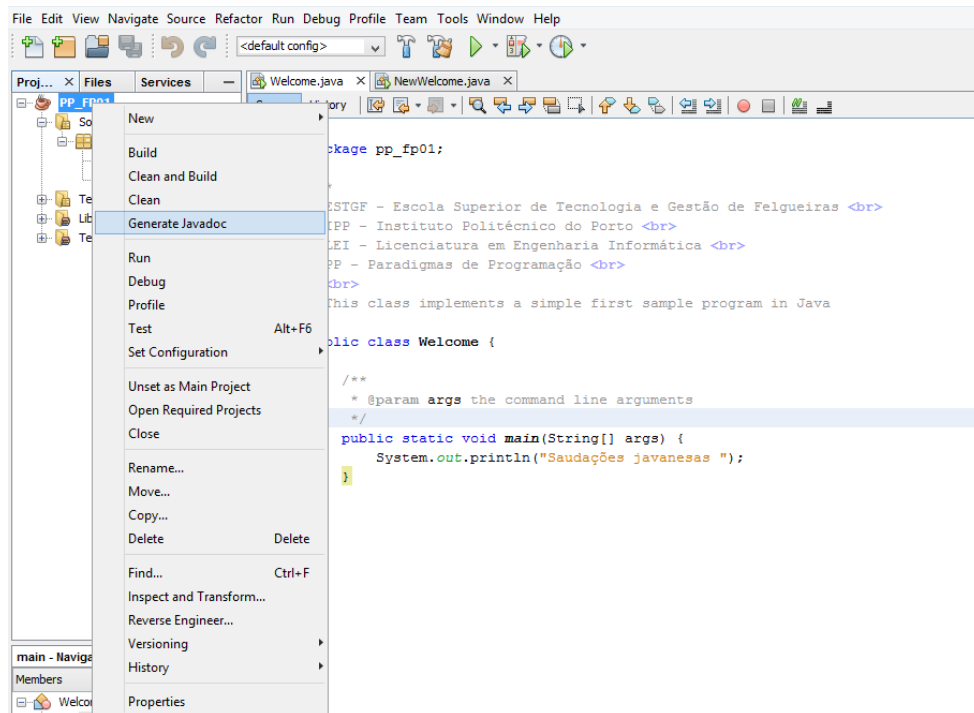 File Edit View Navigate Source Refactor Run Debug Profile Team Tools Window Help
<default config>
Proj... Files Services
Welcome.java NewWelcome.java
PP_FP01
So
Te
Lib
Te
New
Build
Clean and Build
Clean
Generate Javadoc
Run
Debug
Profile
Test Alt+F6
Set Configuration
Unset as Main Project
Open Required Projects
Close
Rename...
Move...
Copy...
Delete Delete
Find... Ctrl+F
Inspect and Transform...
Reverse Engineer...
Versioning
History
Properties
ckage pp_fp01;
*
ESTGF - Escola Superior de Tecnologia e Gestão de Felgueiras <br>
IPP - Instituto Politécnico do Porto <br>
LEI - Licenciatura em Engenharia Informática <br>
PP - Paradigmas de Programação <br>
<br>
This class implements a simple first sample program in Java
blic class Welcome {
/**
* @param args the command line arguments
*/
public static void main(String[] args) {
System.out.println("Saudações javanesas ");
}
main - Naviga
Members
Welco